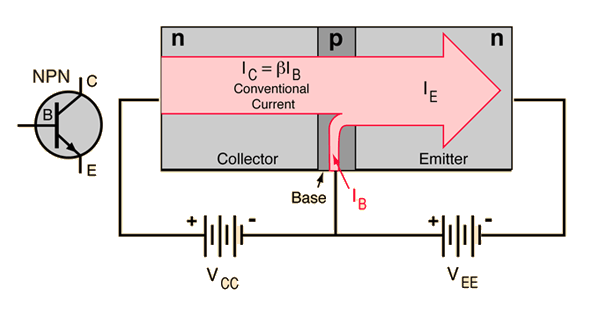 n
p
n
NPN
C
B
E
I_C = βI_B
Conventional
Current
I_E
Collector
Emitter
Base
I_B
+
-
+
-
V_CC
V_EE